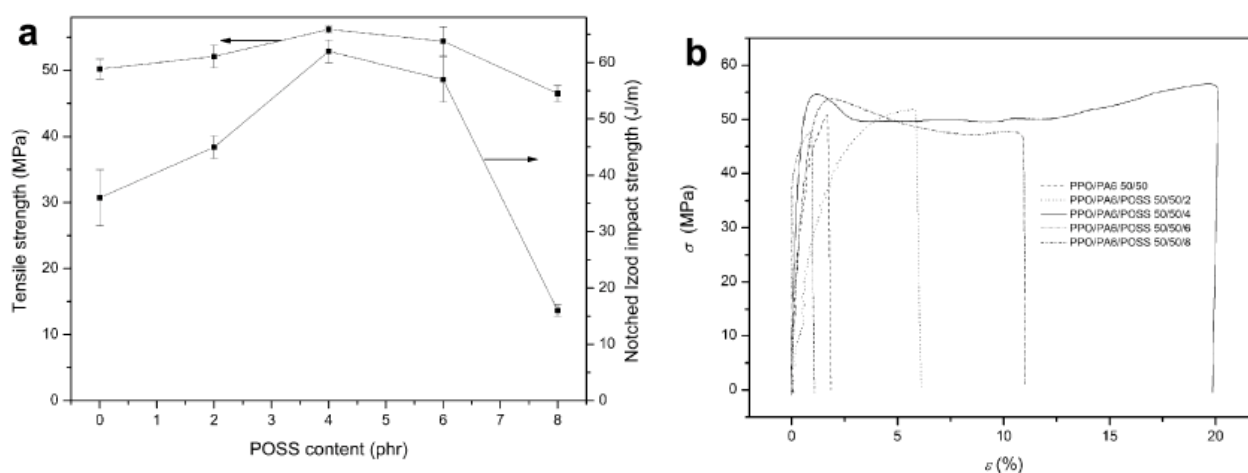 a
Tensile strength (MPa)
50
40
30
20
10
0
0 1 2 3 4 5 6 7 8
POSS content (phr)
60
50
40
30
20
10
0
Notched Izod impact strength (J/m)
b
σ (MPa)
60
50
40
30
20
10
0
0 5 10 15 20
ε (%)
PPO/PA6 50/50
PPO/PA6/POSS 50/50/2
PPO/PA6/POSS 50/50/4
PPO/PA6/POSS 50/50/6
PPO/PA6/POSS 50/50/8